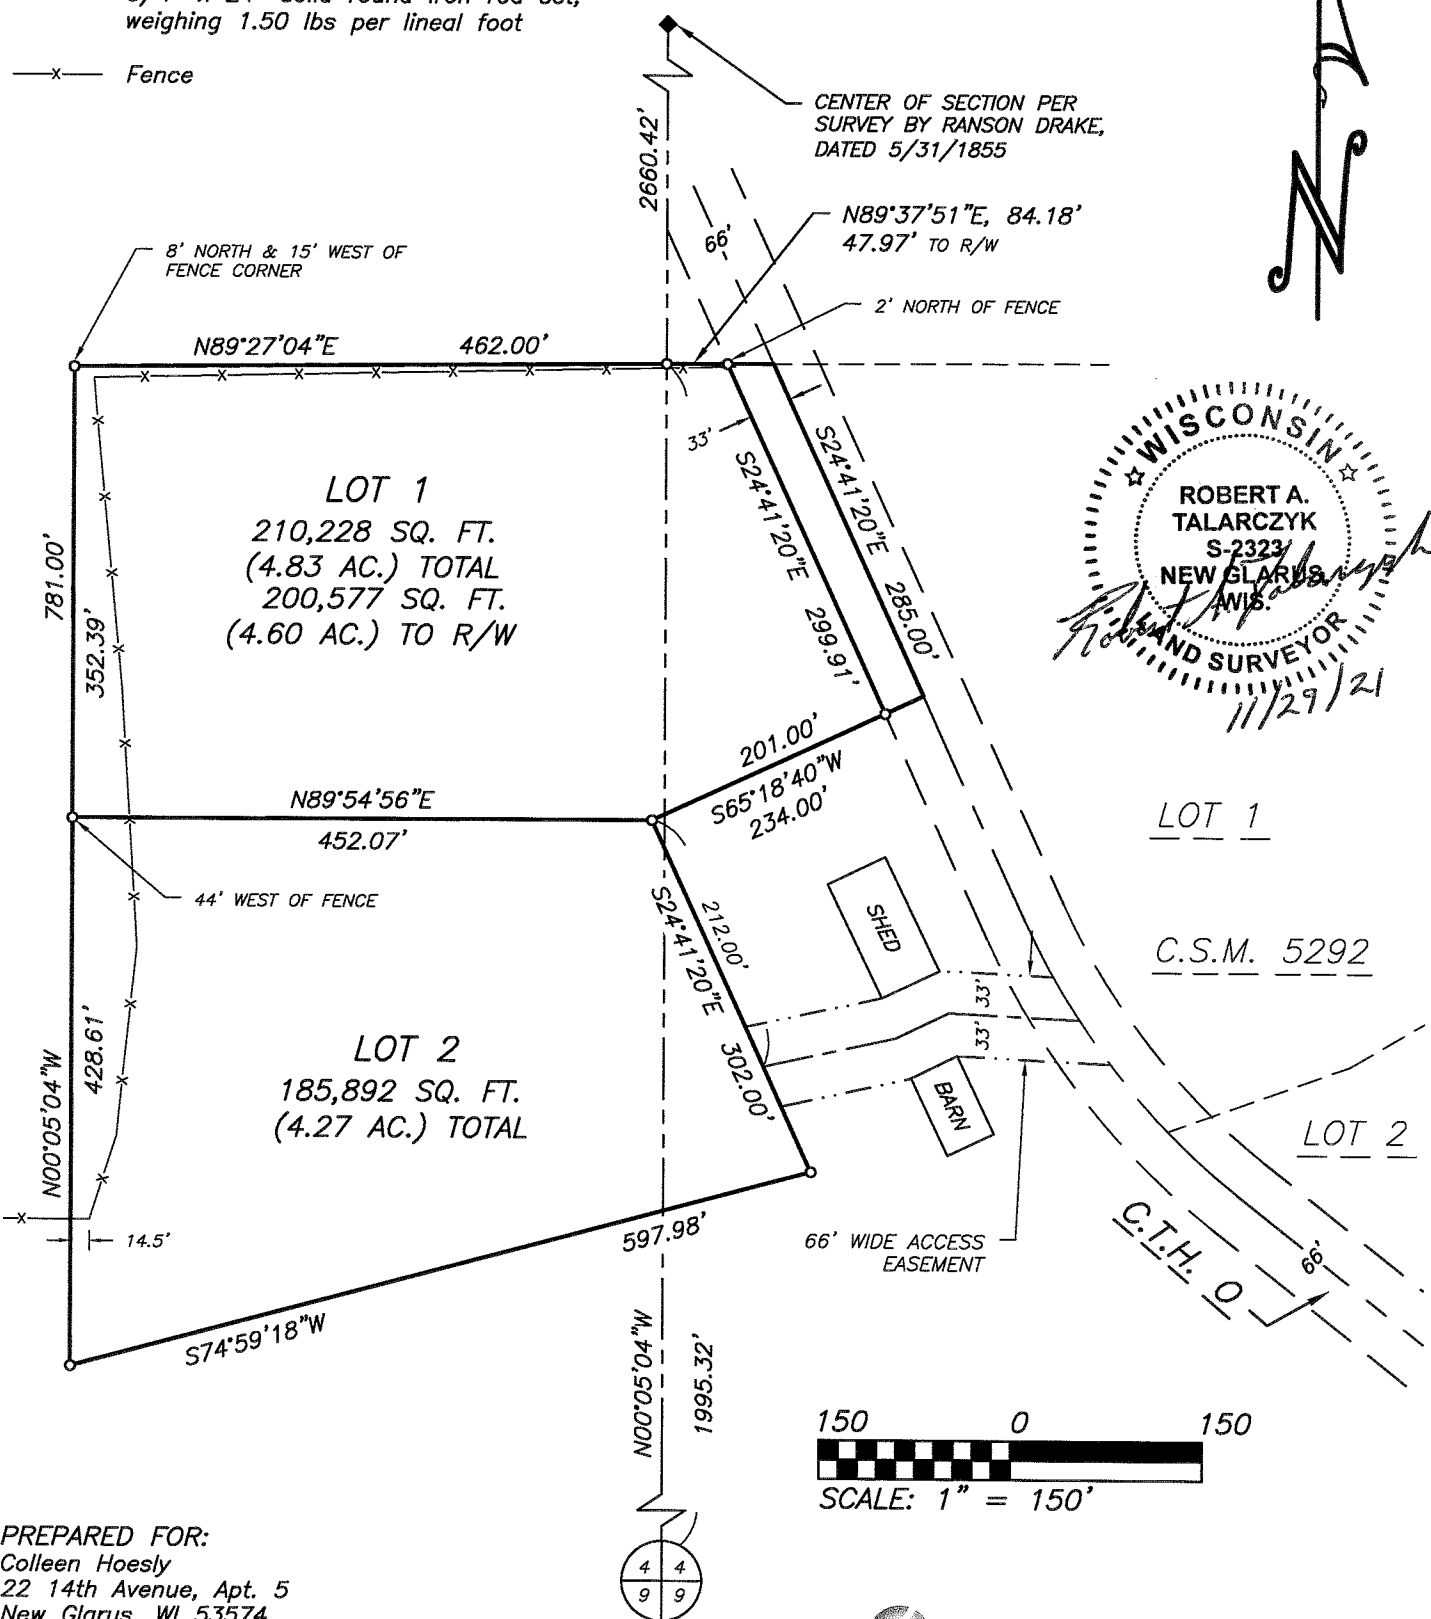 weighing 1.50 lbs per lineal foot
x Fence
CENTER OF SECTION PER
SURVEY BY RANSON DRAKE,
DATED 5/31/1855
2660.42'
N
66'
N89°37'51"E, 84.18'
47.97' TO R/W
8' NORTH & 15' WEST OF
FENCE CORNER
2' NORTH OF FENCE
N89°27'04"E 462.00'
33'
S24°41'20"E 299.91'
S24°41'20"E 285.00'
LOT 1
210,228 SQ. FT.
(4.83 AC.) TOTAL
200,577 SQ. FT.
(4.60 AC.) TO R/W
781.00'
352.39'
WISCONSIN
ROBERT A.
TALARCZYK
S-2323
NEW GLARUS,
WIS.
LAND SURVEYOR
Robert A Talarczyk
11/29/21
201.00'
S65°18'40"W
234.00'
N89°54'56"E
452.07'
44' WEST OF FENCE
LOT 1
C.S.M. 5292
SHED
212.00'
S24°41'20"E 302.00'
33'
33'
BARN
LOT 2
185,892 SQ. FT.
(4.27 AC.) TOTAL
428.61'
N00°05'04"W
14.5'
LOT 2
C.T.H. O
66'
66' WIDE ACCESS
EASEMENT
597.98'
S74°59'18"W
N00°05'04"W
1995.32'
150 0 150
SCALE: 1" = 150'
PREPARED FOR:
Colleen Hoesly
22 14th Avenue, Apt. 5
New Glarus, WI 53574
4 4
9 9